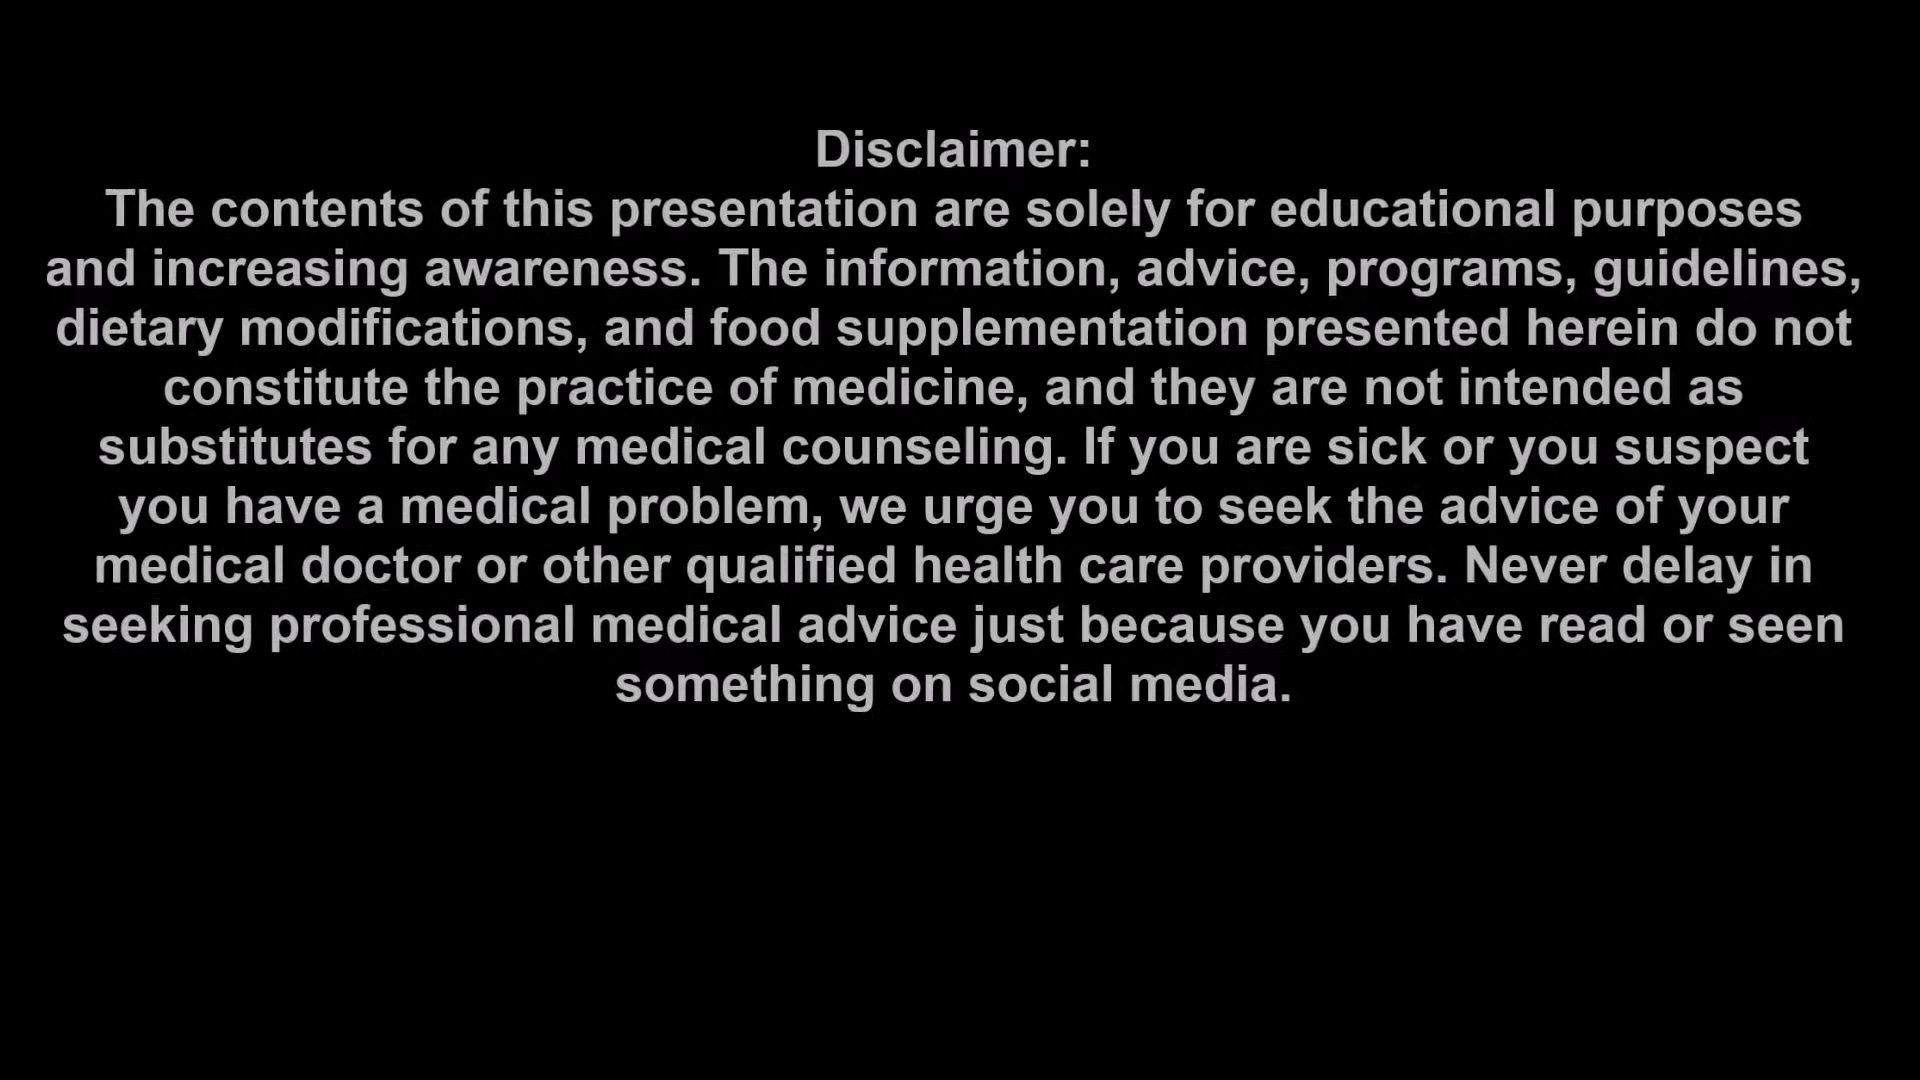 Disclaimer:
The contents of this presentation are solely for educational purposes
and increasing awareness. The information, advice, programs, guidelines,
dietary modifications, and food supplementation presented herein do not
constitute the practice of medicine, and they are not intended as
substitutes for any medical counseling. If you are sick or you suspect
you have a medical problem, we urge you to seek the advice of your
medical doctor or other qualified health care providers. Never delay in
seeking professional medical advice just because you have read or seen
something on social media.